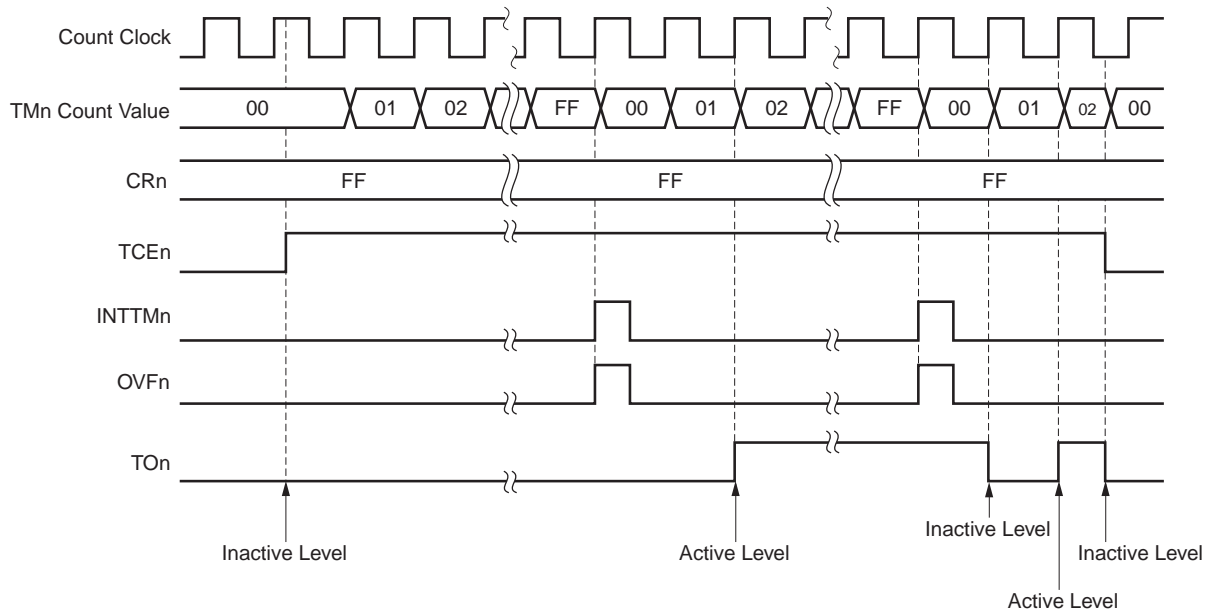 Count Clock
TMn Count Value 00 01 02 FF 00 01 02 FF 00 01 02 00
CRn FF FF FF
TCEn
INTTMn
OVFn
TOn
Inactive Level
Active Level
Inactive Level
Inactive Level
Active Level